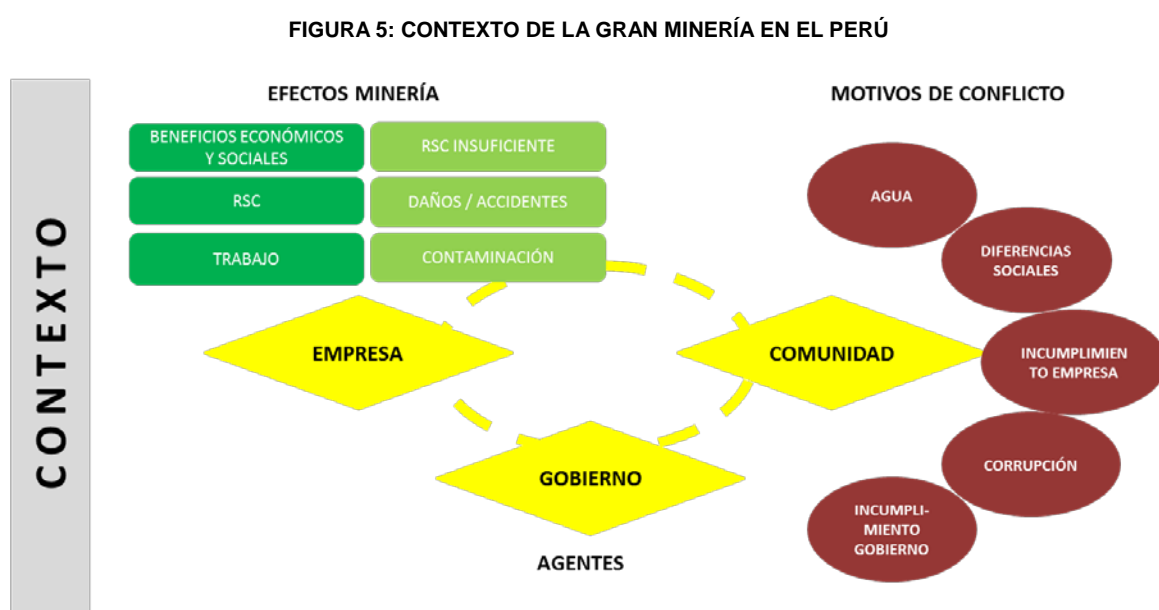 FIGURA 5: CONTEXTO DE LA GRAN MINERÍA EN EL PERÚ
CONTEXTO
EFECTOS MINERÍA
BENEFICIOS ECONÓMICOS
Y SOCIALES
RSC INSUFICIENTE
RSC
DAÑOS / ACCIDENTES
TRABAJO
CONTAMINACIÓN
EMPRESA
COMUNIDAD
GOBIERNO
AGENTES
MOTIVOS DE CONFLICTO
AGUA
DIFERENCIAS
SOCIALES
INCUMPLIMIEN
TO EMPRESA
CORRUPCIÓN
INCUMPLI-
MIENTO
GOBIERNO